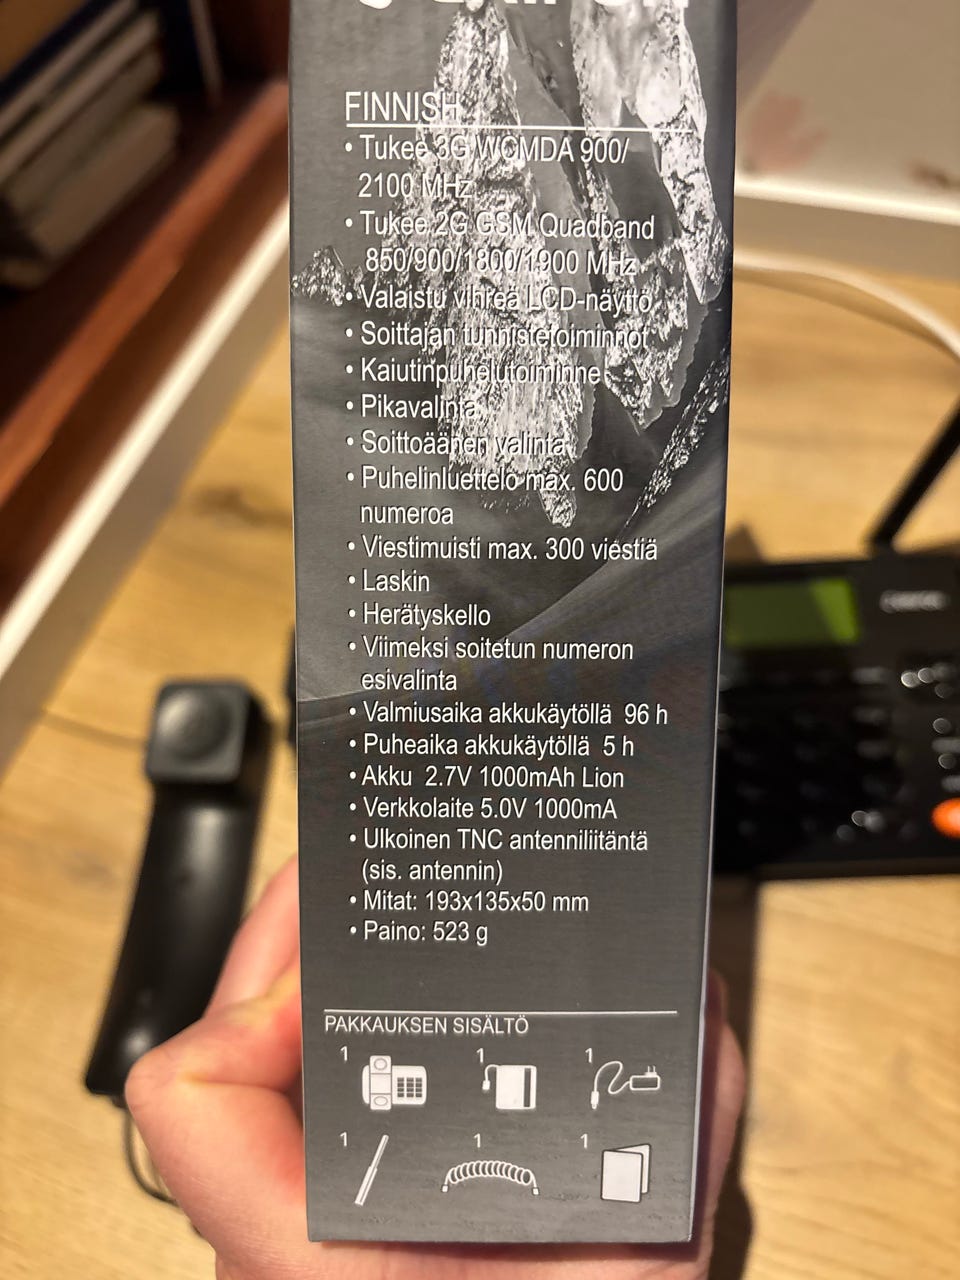 FINNISH
• Tukee 3G WCMDA 900/
2100 MHz
• Tukee 2G GSM Quadband
850/900/1800/1900 MHz
• Valaistu vihreä LCD-näyttö
• Soittajan tunnistetoiminnot
• Kaiutinpuhelutoiminne
• Pikavalinta
• Soittoäänen valinta
• Puhelinluettelo max. 600
numeroa
• Viestimuisti max. 300 viestiä
• Laskin
• Herätyskello
• Viimeksi soitetun numeron
esivalinta
• Valmiusaika akkukäytöllä 96 h
• Puheaika akkukäytöllä 5 h
• Akku 2.7V 1000mAh Lion
• Verkkolaite 5.0V 1000mA
• Ulkoinen TNC antenniliitäntä
(sis. antennin)
• Mitat: 193x135x50 mm
• Paino: 523 g
PAKKAUKSEN SISÄLTÖ
1 1 1
1 1 1